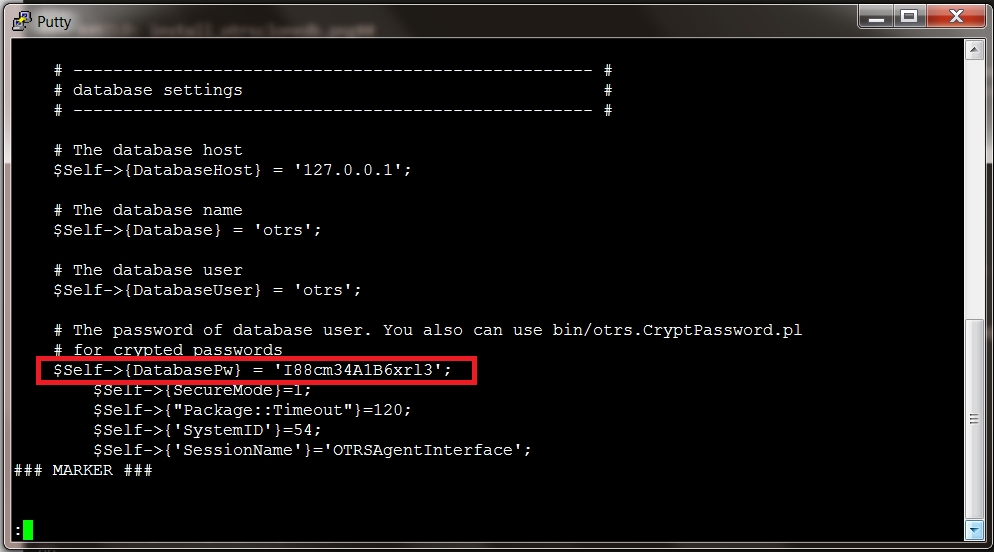 Putty
# ----------------------------------------------------- #
# database settings #
# ----------------------------------------------------- #
# The database host
$Self->{DatabaseHost} = '127.0.0.1';
# The database name
$Self->{Database} = 'otrs';
# The database user
$Self->{DatabaseUser} = 'otrs';
# The password of database user. You also can use bin/otrs.CryptPassword.pl
# for crypted passwords
$Self->{DatabasePw} = 'I88cm34A1B6xrl3';
$Self->{SecureMode}=1;
$Self->{"Package::Timeout"}=120;
$Self->{'SystemID'}=54;
$Self->{'SessionName'}='OTRSAgentInterface';
### MARKER ###
: